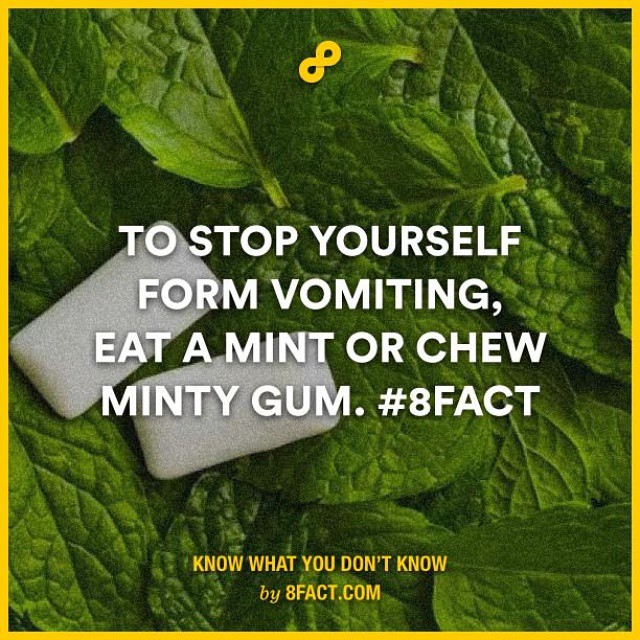 TO STOP YOURSELF
FORM VOMITING,
EAT A MINT OR CHEW
MINTY GUM. #8FACT
KNOW WHAT YOU DON'T KNOW
by 8FACT.COM